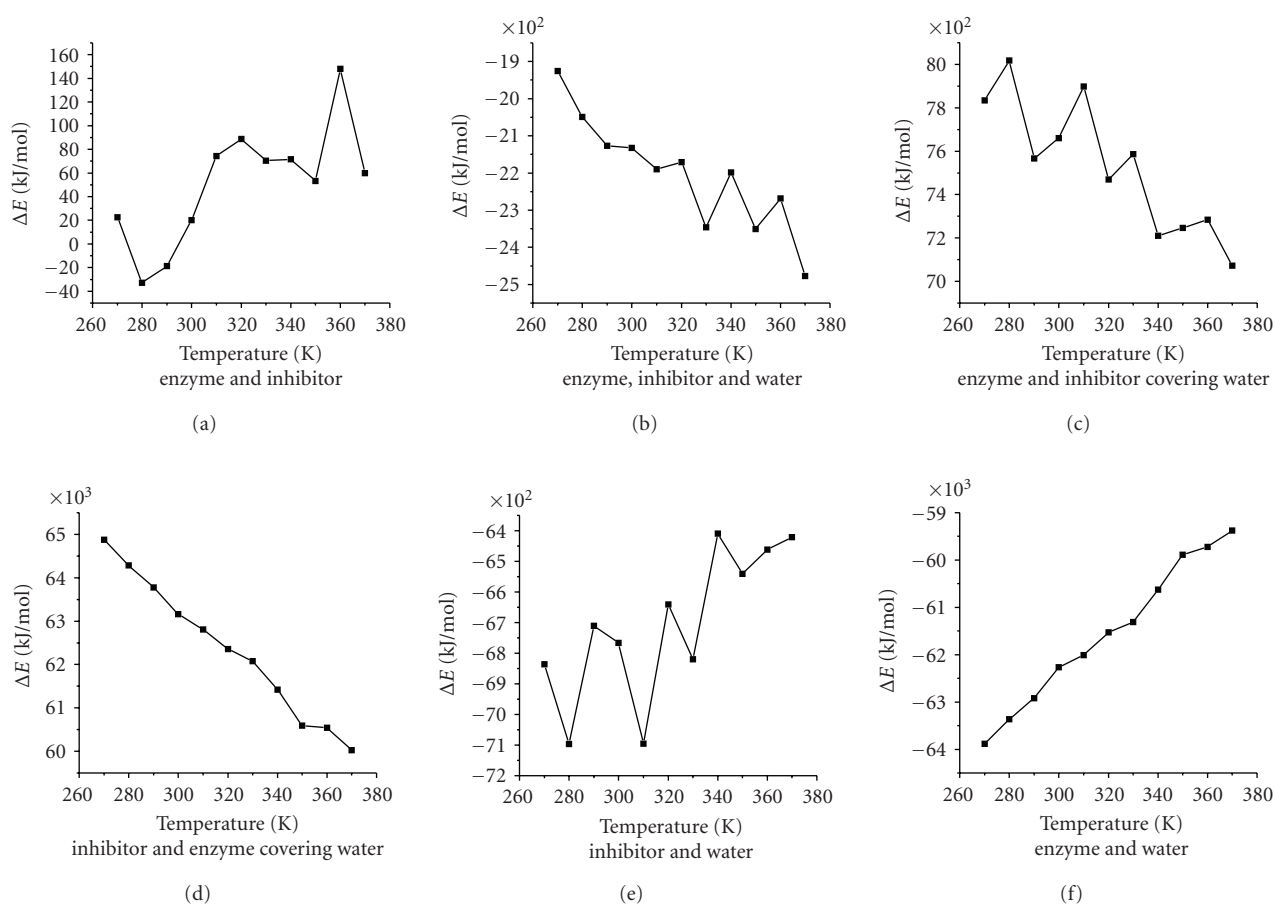 160
140
120
100
80
60
40
20
0
−20
−40
ΔE (kJ/mol)
260 280 300 320 340 360 380
Temperature (K)
enzyme and inhibitor
(a)
×10²
−19
−20
−21
−22
−23
−24
−25
ΔE (kJ/mol)
260 280 300 320 340 360 380
Temperature (K)
enzyme, inhibitor and water
(b)
×10²
80
78
76
74
72
70
ΔE (kJ/mol)
260 280 300 320 340 360 380
Temperature (K)
enzyme and inhibitor covering water
(c)
×10³
65
64
63
62
61
60
ΔE (kJ/mol)
260 280 300 320 340 360 380
Temperature (K)
inhibitor and enzyme covering water
(d)
×10²
−64
−65
−66
−67
−68
−69
−70
−71
−72
ΔE (kJ/mol)
260 280 300 320 340 360 380
Temperature (K)
inhibitor and water
(e)
×10³
−59
−60
−61
−62
−63
−64
ΔE (kJ/mol)
260 280 300 320 340 360 380
Temperature (K)
enzyme and water
(f)